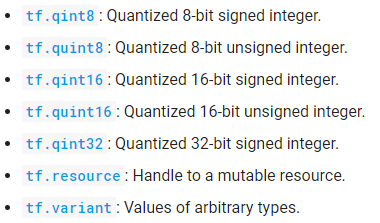 • tf.qint8 : Quantized 8-bit signed integer.
• tf.quint8 : Quantized 8-bit unsigned integer.
• tf.qint16 : Quantized 16-bit signed integer.
• tf.quint16 : Quantized 16-bit unsigned integer.
• tf.qint32 : Quantized 32-bit signed integer.
• tf.resource : Handle to a mutable resource.
• tf.variant : Values of arbitrary types.